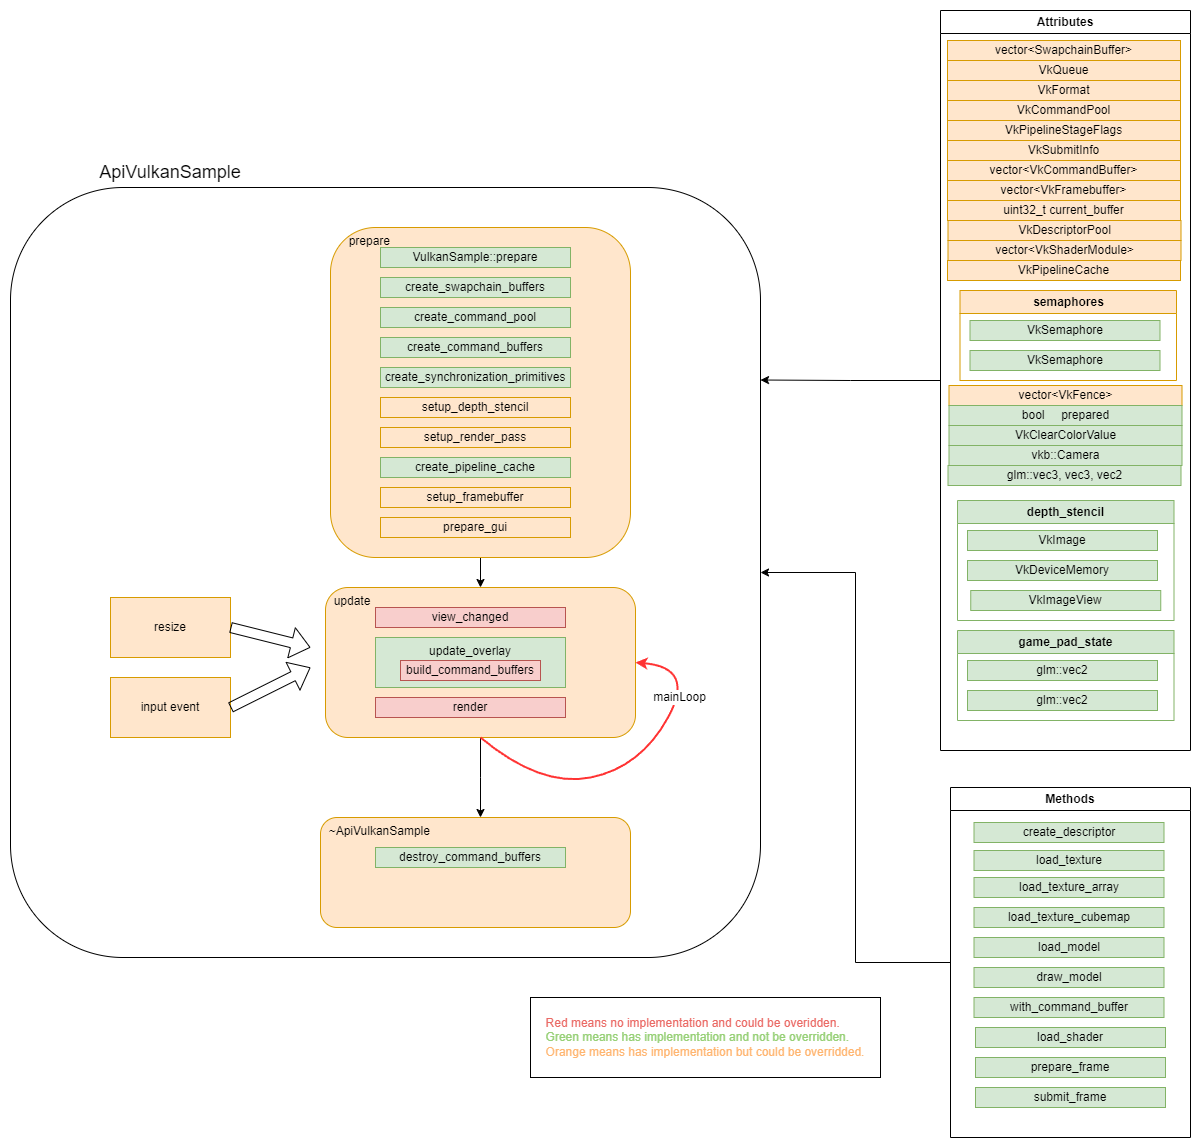 ApiVulkanSample
prepare
VulkanSample::prepare
create_swapchain_buffers
create_command_pool
create_command_buffers
create_synchronization_primitives
setup_depth_stencil
setup_render_pass
create_pipeline_cache
setup_framebuffer
prepare_gui
resize
input event
update
view_changed
update_overlay
build_command_buffers
render
mainLoop
~ApiVulkanSample
destroy_command_buffers
Red means no implementation and could be overidden.
Green means has implementation and not be overridden.
Orange means has implementation but could be overridded.
Attributes
vector<SwapchainBuffer>
VkQueue
VkFormat
VkCommandPool
VkPipelineStageFlags
VkSubmitInfo
vector<VkCommandBuffer>
vector<VkFramebuffer>
uint32_t current_buffer
VkDescriptorPool
vector<VkShaderModule>
VkPipelineCache
semaphores
VkSemaphore
VkSemaphore
vector<VkFence>
bool prepared
VkClearColorValue
vkb::Camera
glm::vec3, vec3, vec2
depth_stencil
VkImage
VkDeviceMemory
VkImageView
game_pad_state
glm::vec2
glm::vec2
Methods
create_descriptor
load_texture
load_texture_array
load_texture_cubemap
load_model
draw_model
with_command_buffer
load_shader
prepare_frame
submit_frame